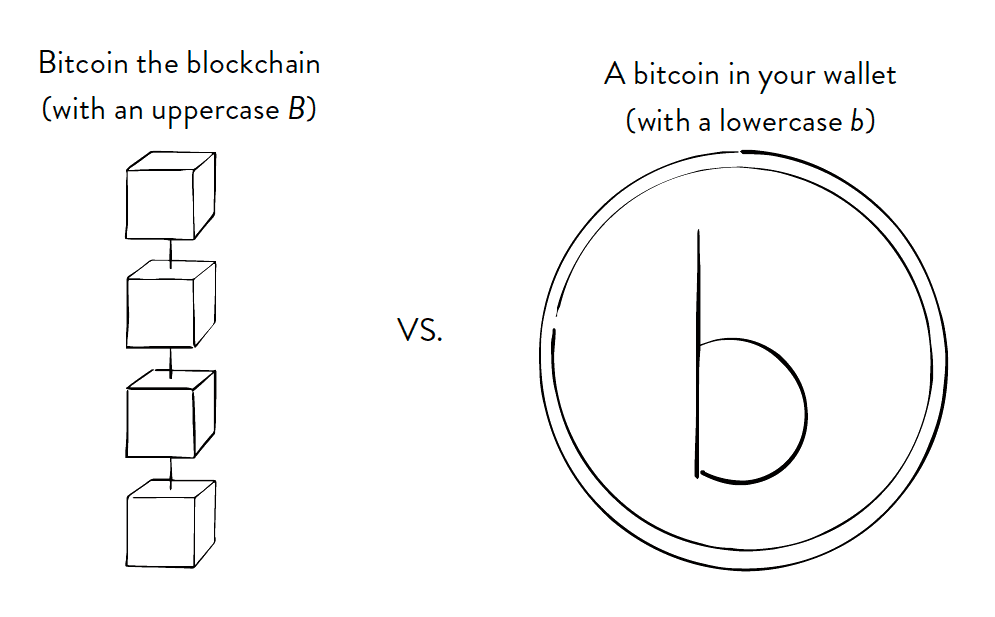 Bitcoin the blockchain
(with an uppercase B)
A bitcoin in your wallet
(with a lowercase b)
VS.
b